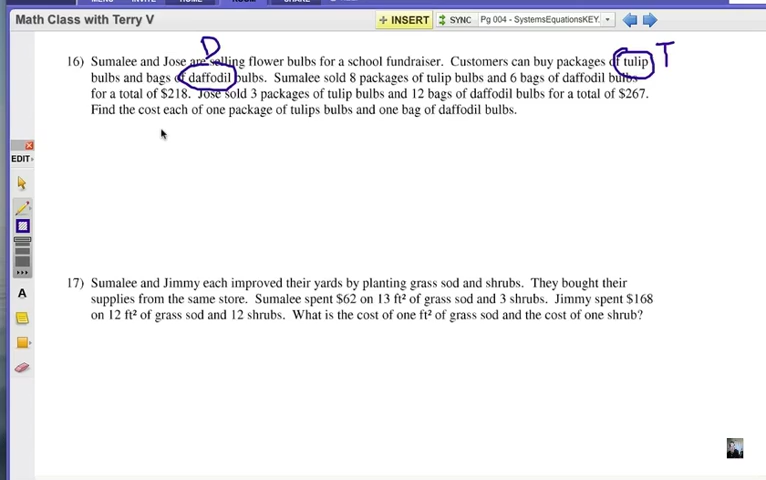 Math Class with Terry V
INSERT
SYNC
Pg 004 - SystemsEquationsKEY.
D
T
16) Sumalee and Jose are selling flower bulbs for a school fundraiser. Customers can buy packages of tulip
bulbs and bags of daffodil bulbs. Sumalee sold 8 packages of tulip bulbs and 6 bags of daffodil bulbs
for a total of $218. Jose sold 3 packages of tulip bulbs and 12 bags of daffodil bulbs for a total of $267.
Find the cost each of one package of tulips bulbs and one bag of daffodil bulbs.
EDIT
A
17) Sumalee and Jimmy each improved their yards by planting grass sod and shrubs. They bought their
supplies from the same store. Sumalee spent $62 on 13 ft² of grass sod and 3 shrubs. Jimmy spent $168
on 12 ft² of grass sod and 12 shrubs. What is the cost of one ft² of grass sod and the cost of one shrub?